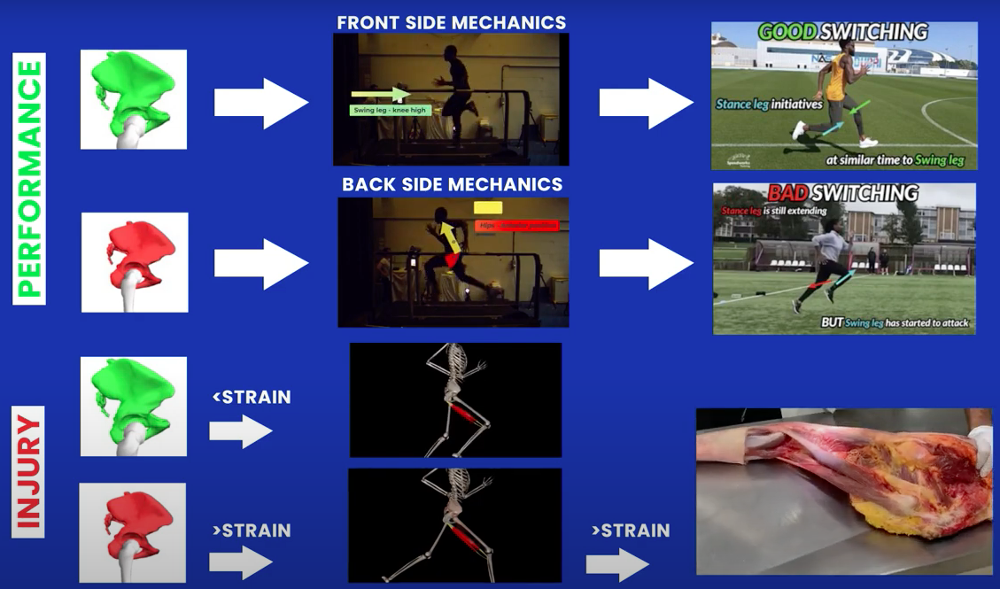 PERFORMANCE
FRONT SIDE MECHANICS
Swing leg - knee high
GOOD SWITCHING
Stance leg initiatives
at similar time to Swing leg
BACK SIDE MECHANICS
Hips -
BAD SWITCHING
Stance leg is still extending
BUT Swing leg has started to attack
INJURY
<STRAIN
>STRAIN
>STRAIN